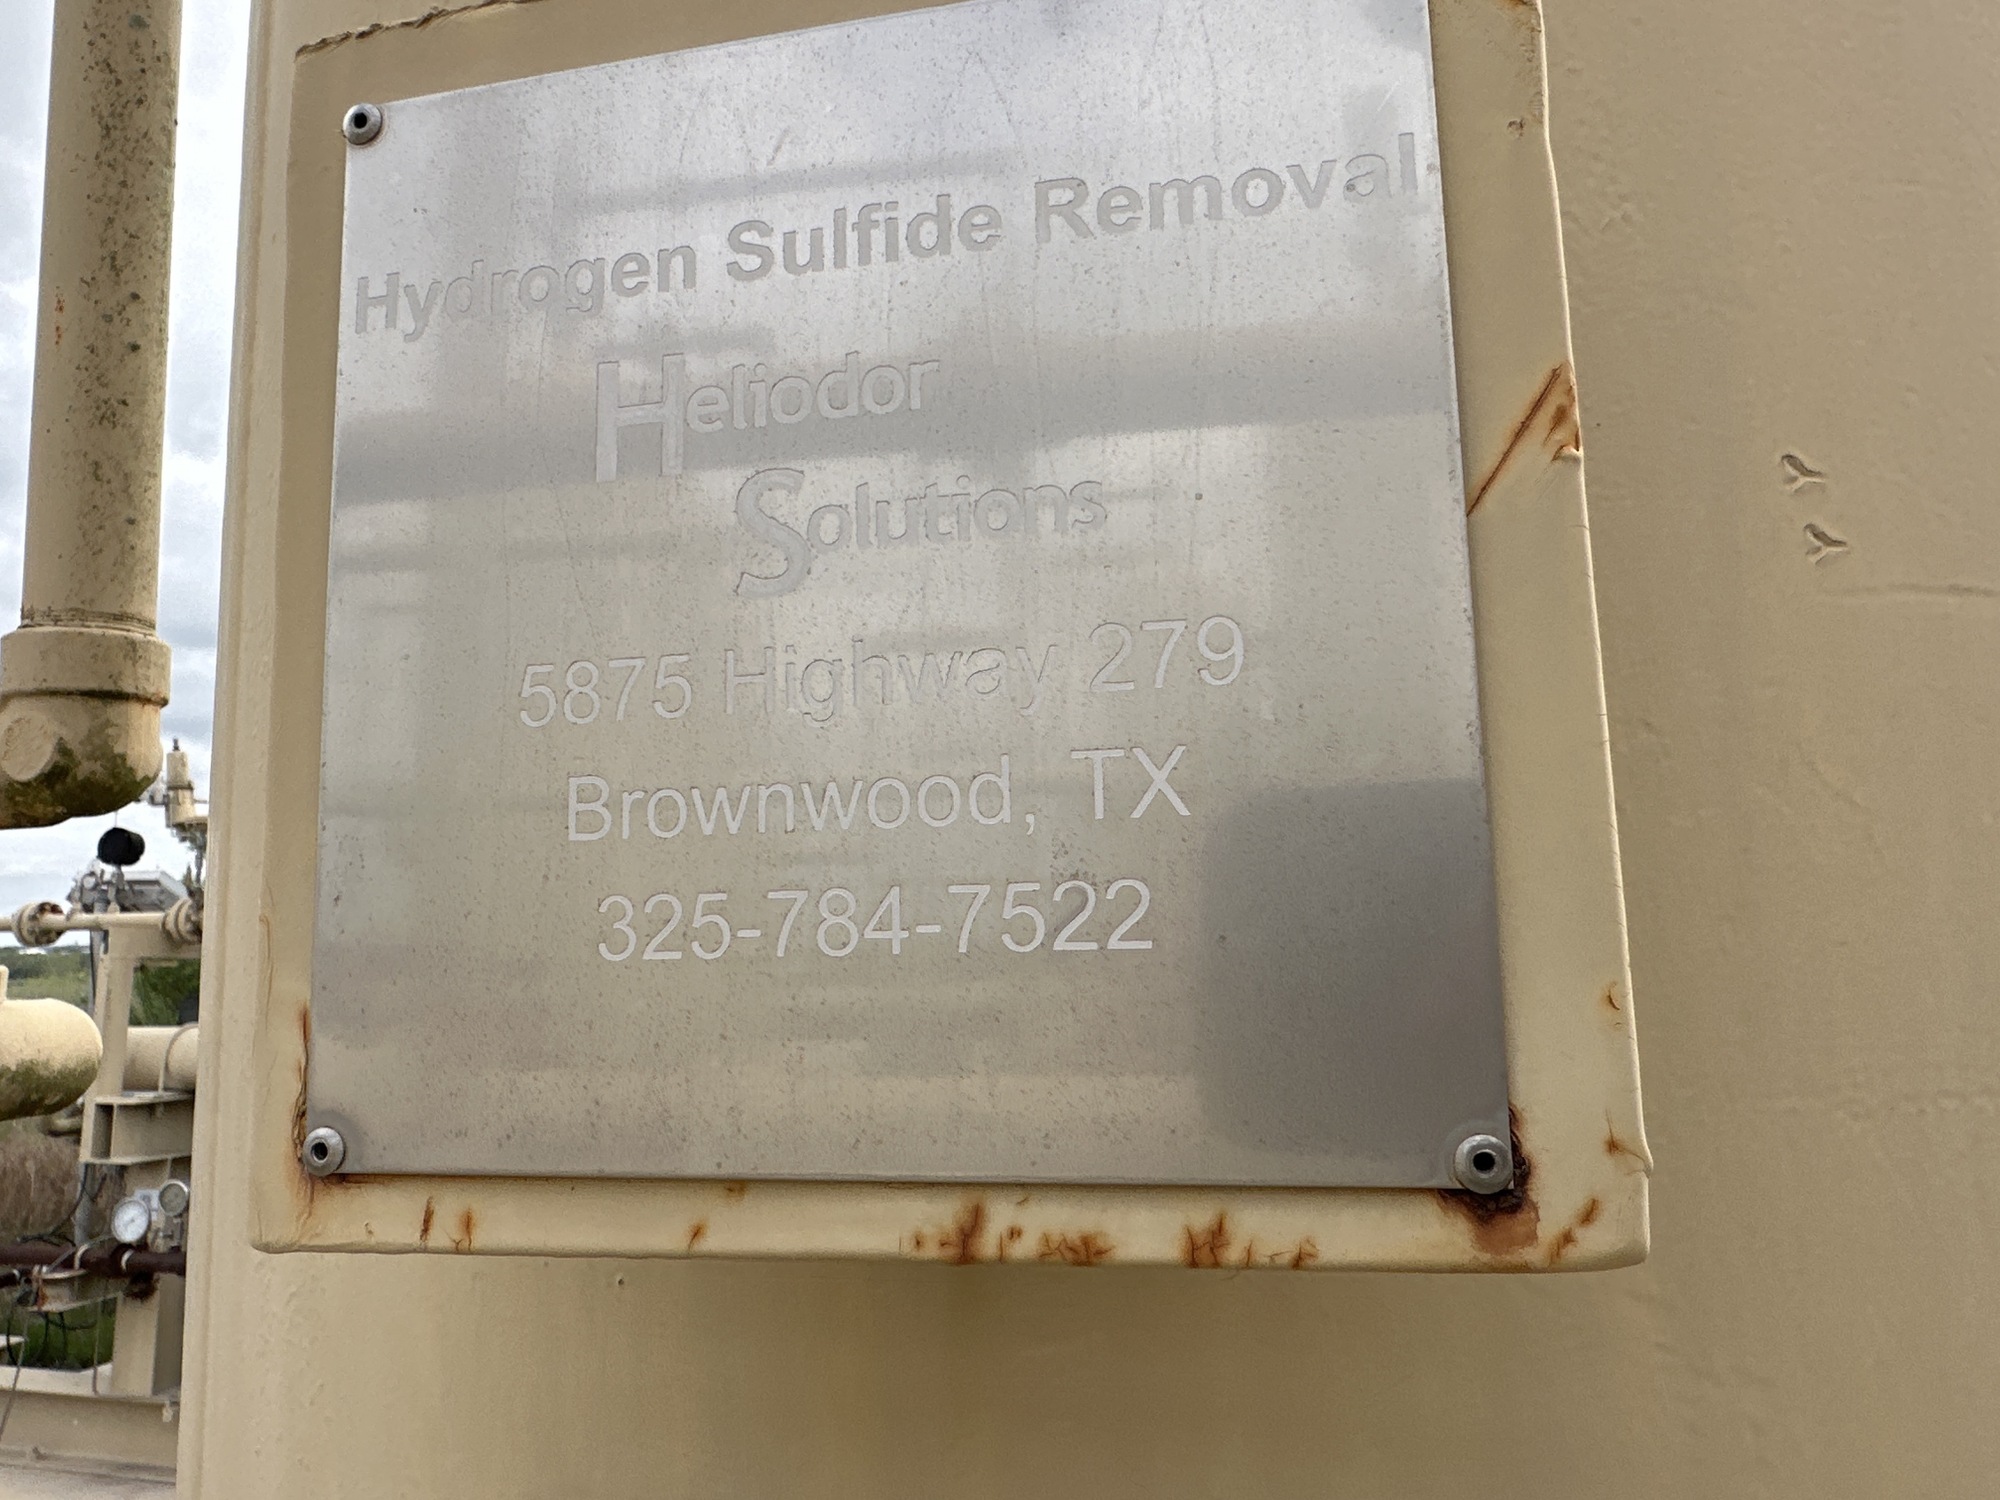 Hydrogen Sulfide Removal
Heliodor
Solutions
5875 Highway 279
Brownwood, TX
325-784-7522